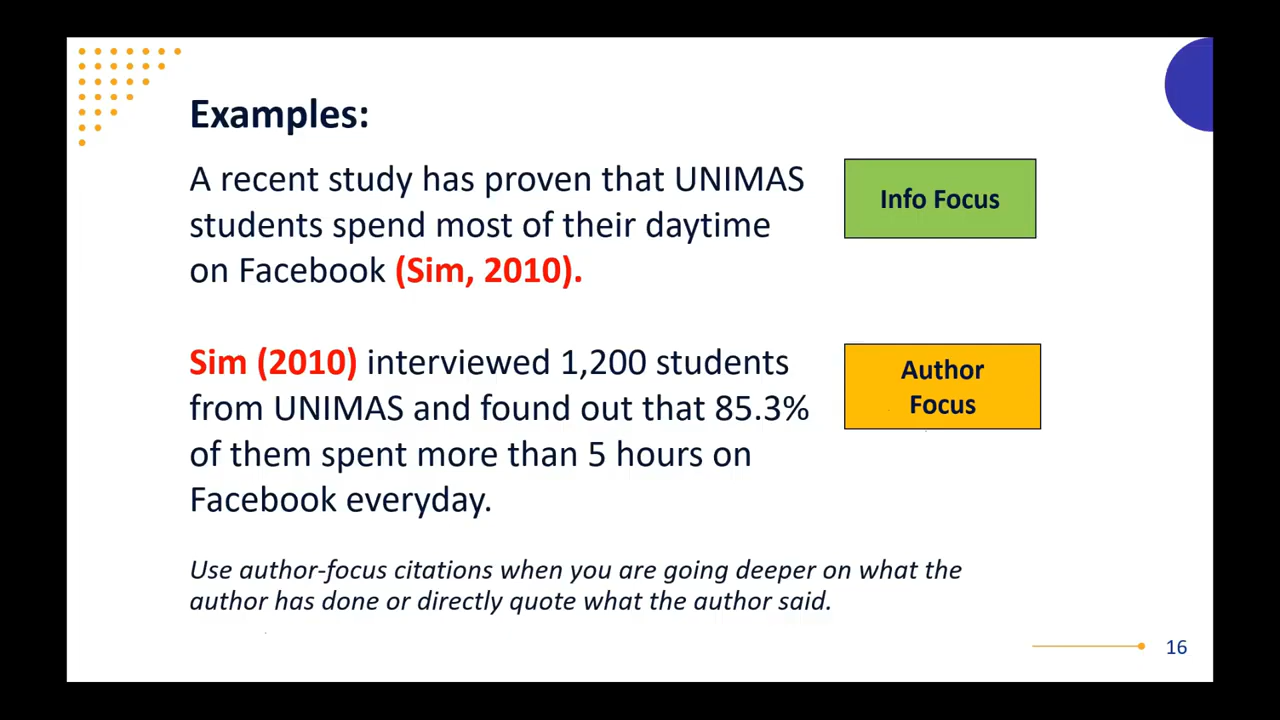 Examples:
A recent study has proven that UNIMAS
students spend most of their daytime
on Facebook (Sim, 2010).
Info Focus
Sim (2010) interviewed 1,200 students
from UNIMAS and found out that 85.3%
of them spent more than 5 hours on
Facebook everyday.
Author
Focus
Use author-focus citations when you are going deeper on what the
author has done or directly quote what the author said.
16